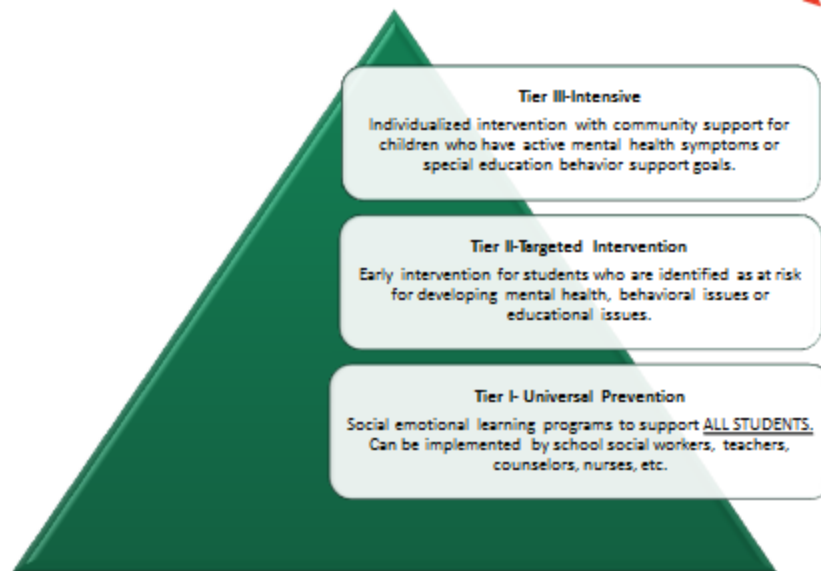 Tier III-Intensive
Individualized intervention with community support for
children who have active mental health symptoms or
special education behavior support goals.
Tier II-Targeted Intervention
Early intervention for students who are identified as at risk
for developing mental health, behavioral issues or
educational issues.
Tier I- Universal Prevention
Social emotional learning programs to support ALL STUDENTS.
Can be implemented by school social workers, teachers,
counselors, nurses, etc.